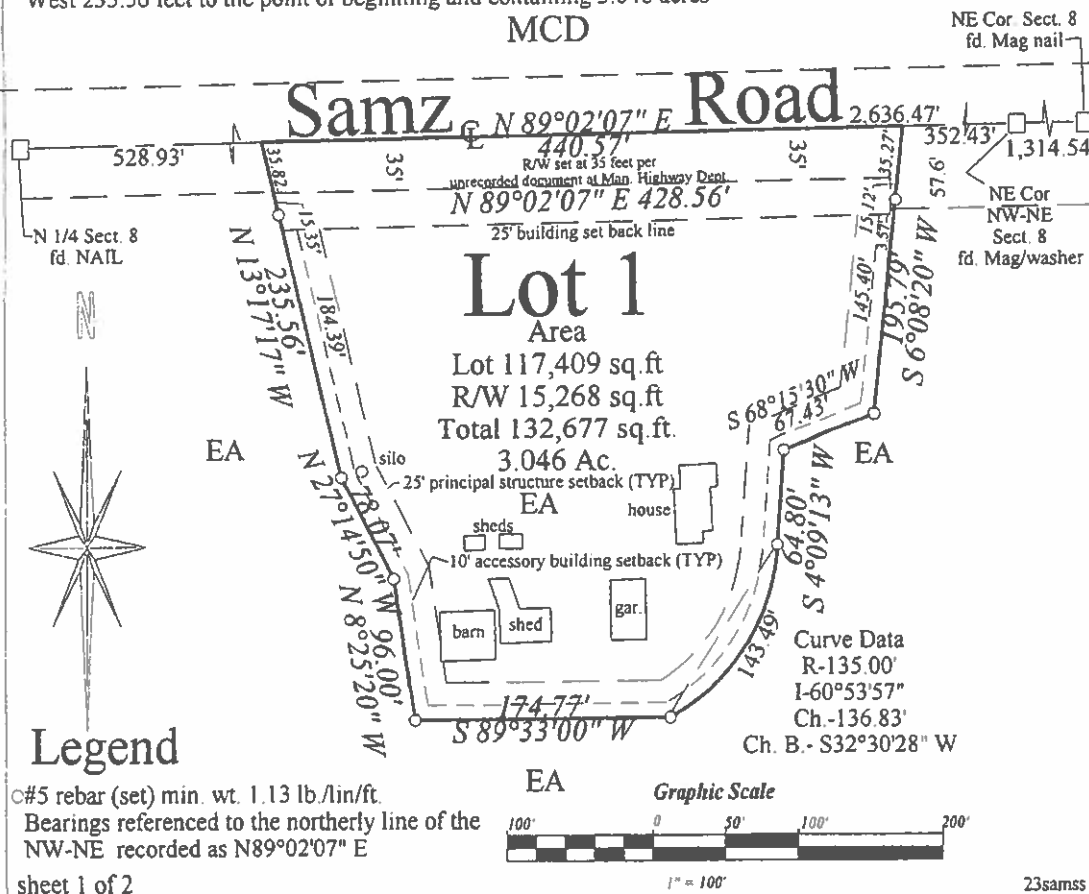 West 235.56 feet to the point of beginning and containing 3.046 acres
MCD
NE Cor. Sect. 8
fd. Mag nail
Samz Road
℄ N 89°02'07" E
2,636.47'
528.93'
440.57'
352.43'
1,314.54
35.82'
35'
R/W set at 35 feet per
unrecorded document at Man. Highway Dept.
35'
35.27'
57.6'
N 89°02'07" E 428.56'
N 1/4 Sect. 8
fd. NAIL
NE Cor
NW-NE
Sect. 8
fd. Mag/washer
25' building set back line
15.35'
15.12'
3.57'
N
N 13°17'17" W
235.56'
184.39'
Lot 1
Area
Lot 117,409 sq.ft
R/W 15,268 sq.ft
Total 132,677 sq.ft.
3.046 Ac.
145.40'
195.79'
S 6°08'20" W
S 68°15'30" W
67.43'
EA
silo
25' principal structure setback (TYP)
EA
EA
N 27°14'50" W
78.07'
house
sheds
10' accessory building setback (TYP)
64.80'
S 4°09'13" W
barn
shed
gar.
N 8°25'20" W
96.00'
143.49'
Curve Data
R-135.00'
I-60°53'57"
Ch.-136.83'
Ch. B.- S32°30'28" W
174.77'
S 89°33'00" W
Legend
○#5 rebar (set) min. wt. 1.13 lb./lin/ft.
Bearings referenced to the northerly line of the
NW-NE recorded as N89°02'07" E
EA
Graphic Scale
100' 0 50' 100' 200'
1" = 100'
sheet 1 of 2
23samss